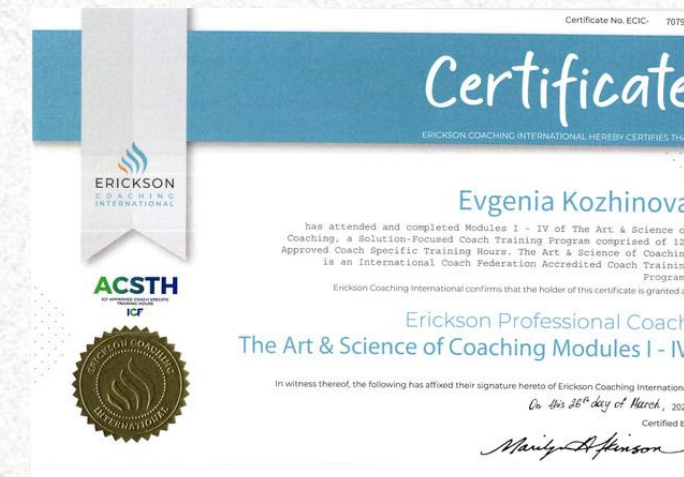 Certificate No. ECIC- 7079
Certificate
ERICKSON COACHING INTERNATIONAL HEREBY CERTIFIES THA
ERICKSON
COACHING
INTERNATIONAL
Evgenia Kozhinova
has attended and completed Modules I - IV of The Art & Science o
Coaching, a Solution-Focused Coach Training Program comprised of 12
Approved Coach Specific Training Hours. The Art & Science of Coachin
is an International Coach Federation Accredited Coach Trainin
Program
Erickson Coaching International confirms that the holder of this certificate is granted a
ACSTH
ICF APPROVED COACH SPECIFIC
TRAINING HOURS
ICF
Erickson Professional Coach
The Art & Science of Coaching Modules I - IV
ERICKSON COACHING
INTERNATIONAL
In witness thereof, the following has affixed their signature hereto of Erickson Coaching Internationa
On this 26th day of March, 202
Certified b
Marilyn Atkinson